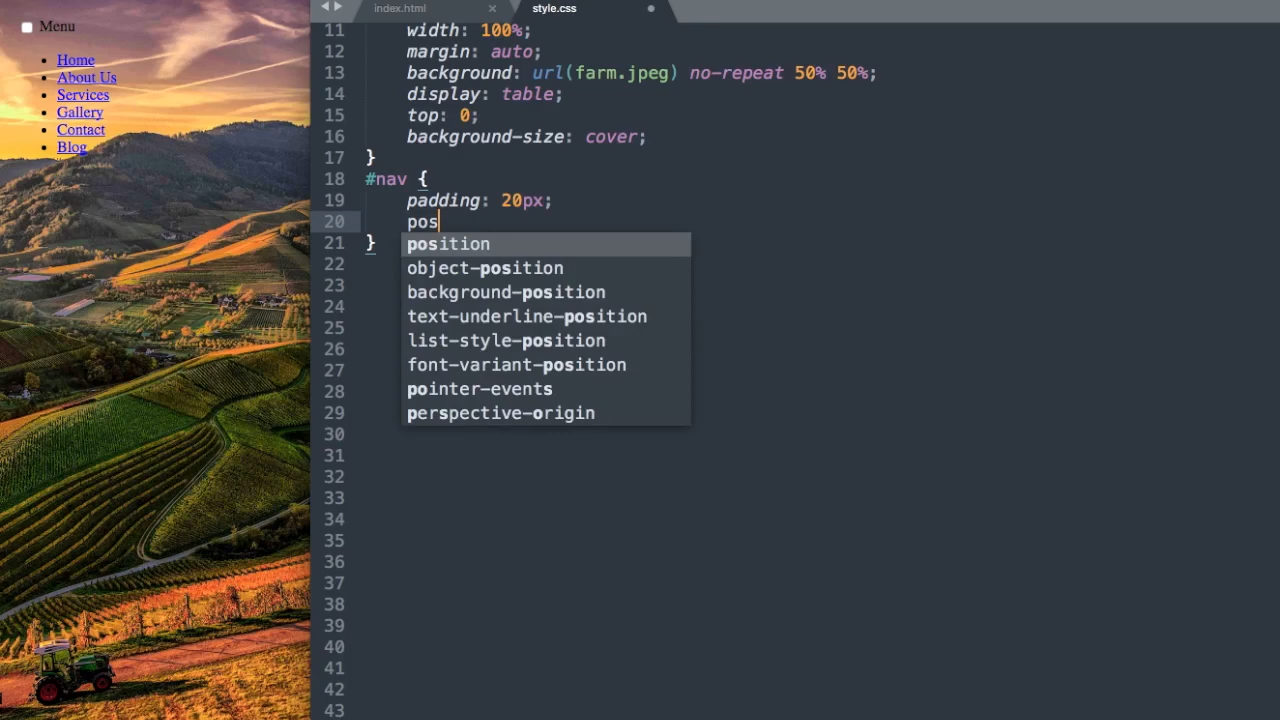 Menu
Home
About Us
Services
Gallery
Contact
Blog
index.html
style.css
11 width: 100%;
12 margin: auto;
13 background: url(farm.jpeg) no-repeat 50% 50%;
14 display: table;
15 top: 0;
16 background-size: cover;
17 }
18 #nav {
19 padding: 20px;
20 pos
21 }
position
object-position
background-position
text-underline-position
list-style-position
font-variant-position
pointer-events
perspective-origin
22
23
24
25
26
27
28
29
30
31
32
33
34
35
36
37
38
39
40
41
42
43